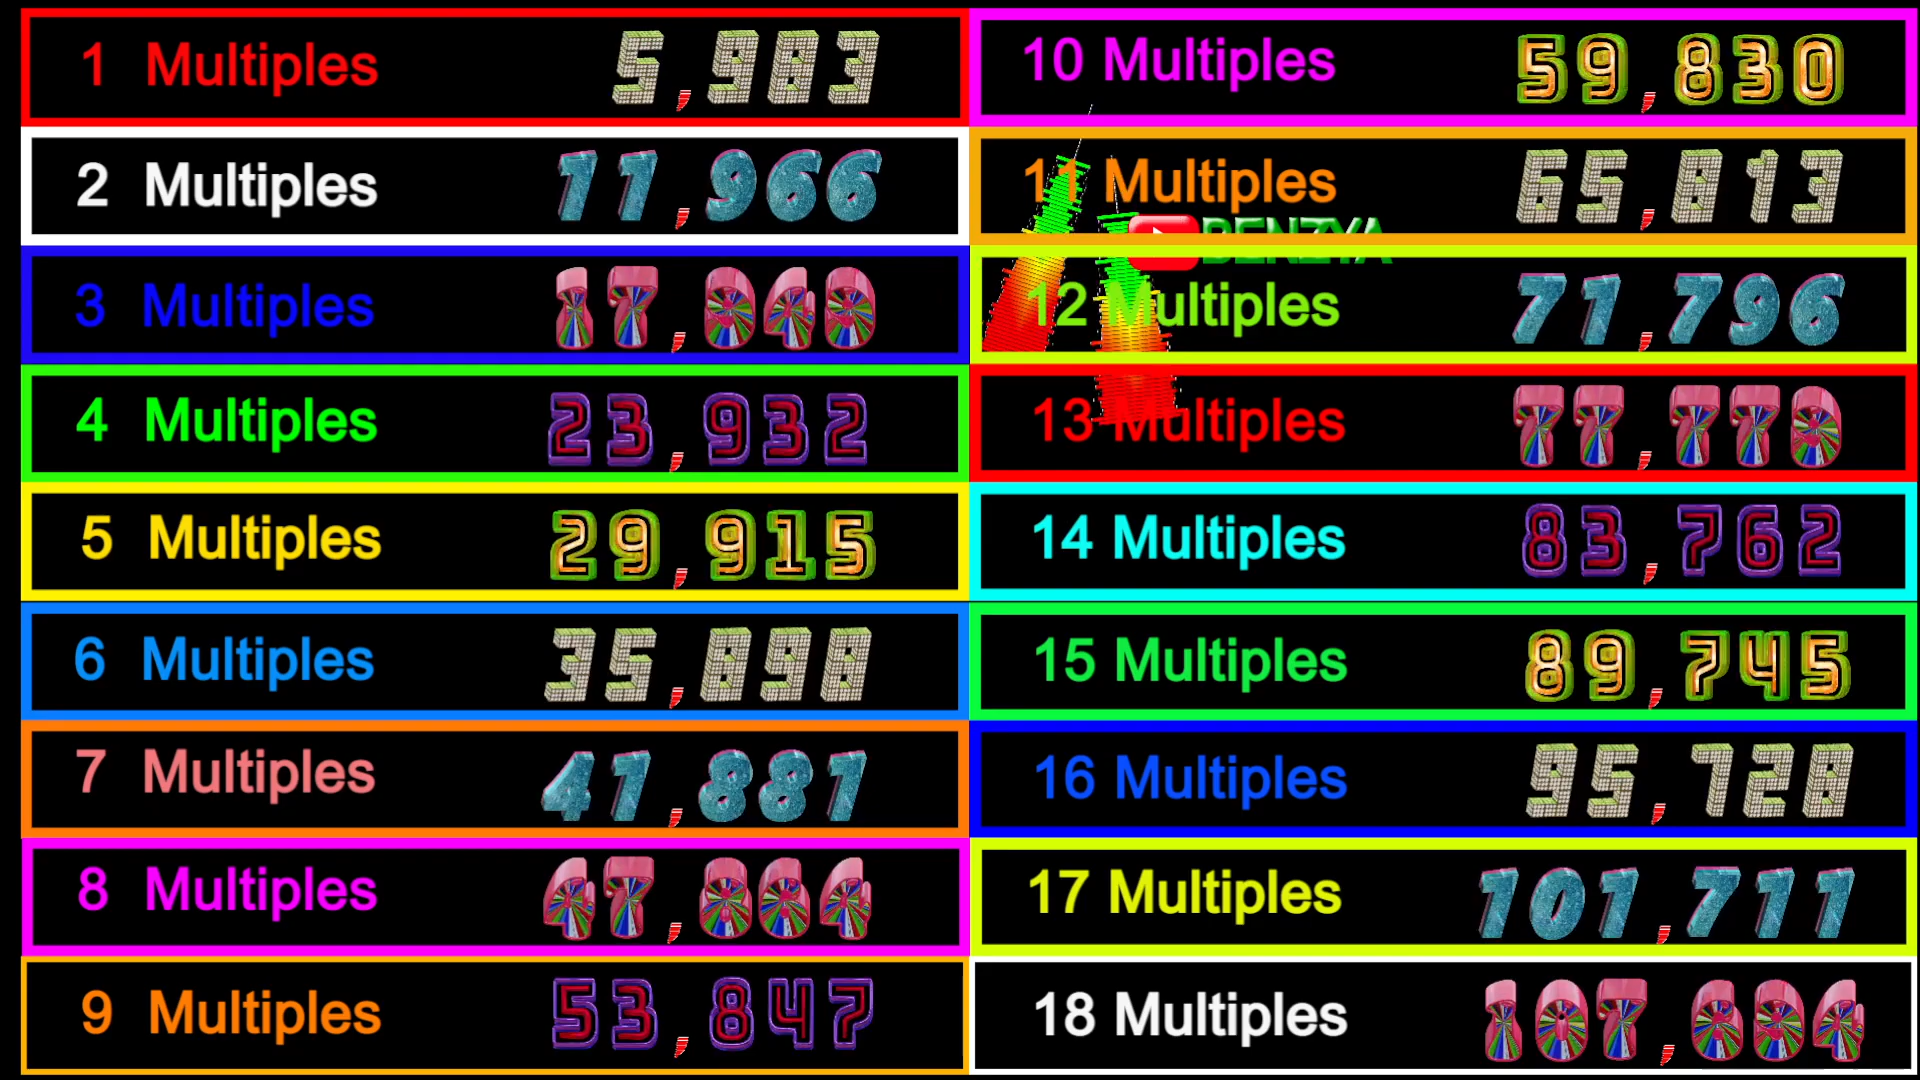 1 Multiples 5,983
2 Multiples 11,966
3 Multiples 17,949
4 Multiples 23,932
5 Multiples 29,915
6 Multiples 35,898
7 Multiples 41,881
8 Multiples 47,864
9 Multiples 53,847
10 Multiples 59,830
11 Multiples 65,813
BENZYA
12 Multiples 71,796
13 Multiples 77,779
14 Multiples 83,762
15 Multiples 89,745
16 Multiples 95,728
17 Multiples 101,711
18 Multiples 107,694